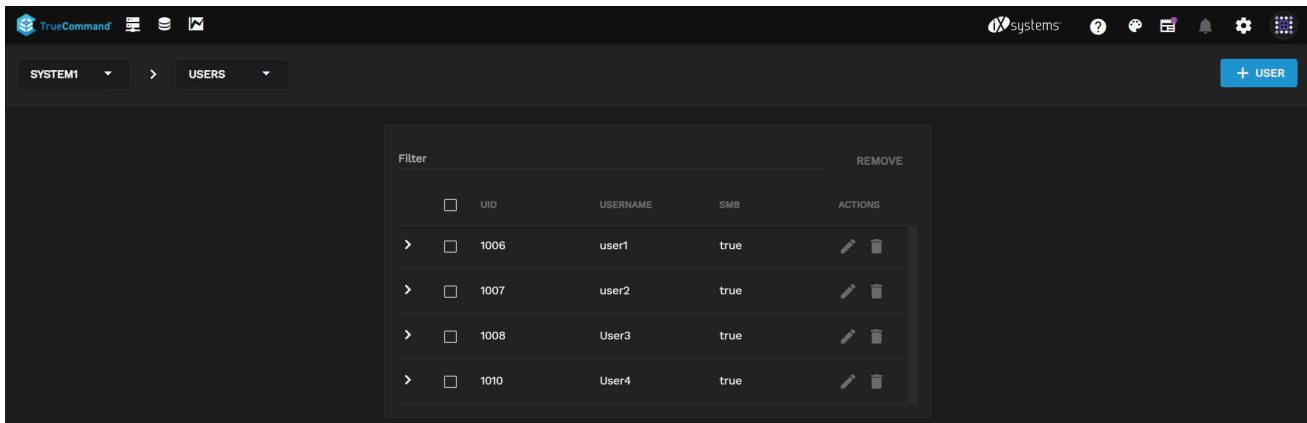 TrueCommand
iXsystems
SYSTEM1 > USERS
+ USER
Filter
REMOVE
UID USERNAME SMB ACTIONS
1006 user1 true
1007 user2 true
1008 User3 true
1010 User4 true